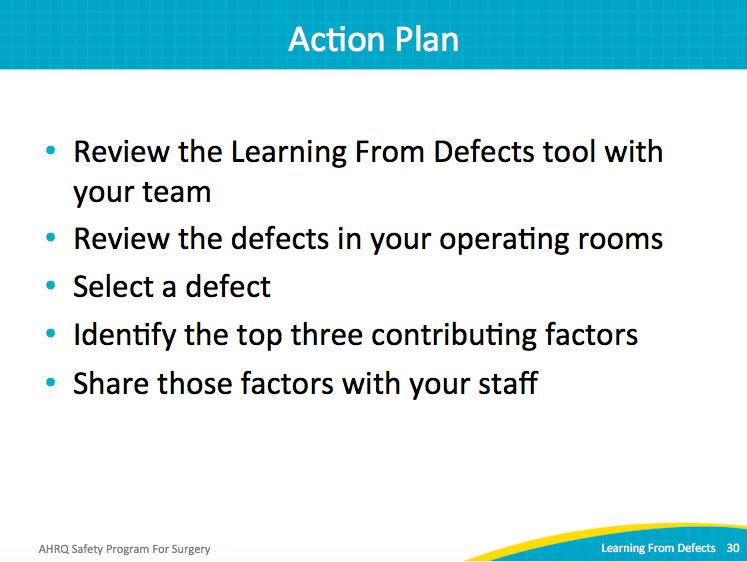 Action Plan
• Review the Learning From Defects tool with
your team
• Review the defects in your operating rooms
• Select a defect
• Identify the top three contributing factors
• Share those factors with your staff
AHRQ Safety Program For Surgery
Learning From Defects 30